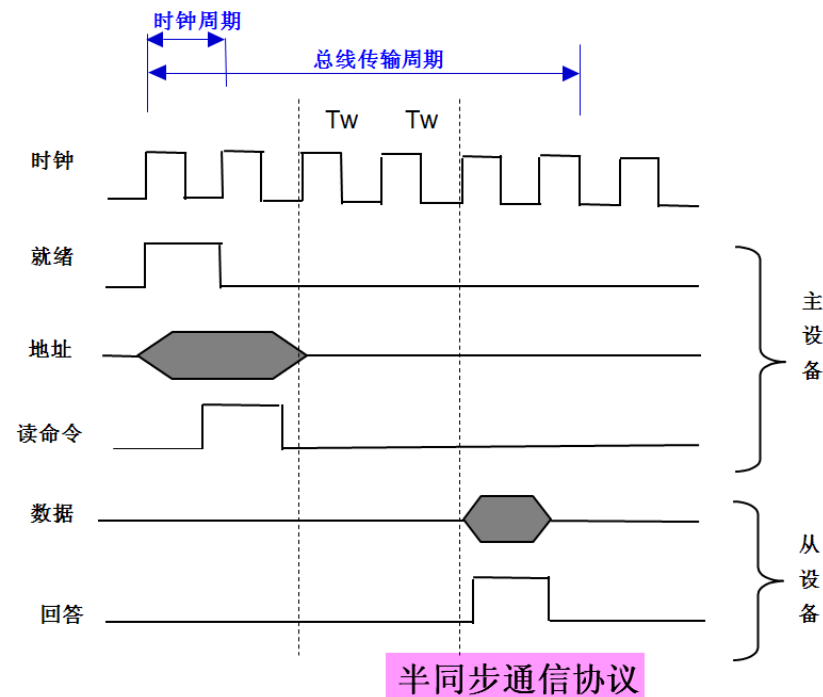 时钟周期
总线传输周期
Tw Tw
时钟
就绪
地址
读命令
主设备
数据
回答
从设备
半同步通信协议